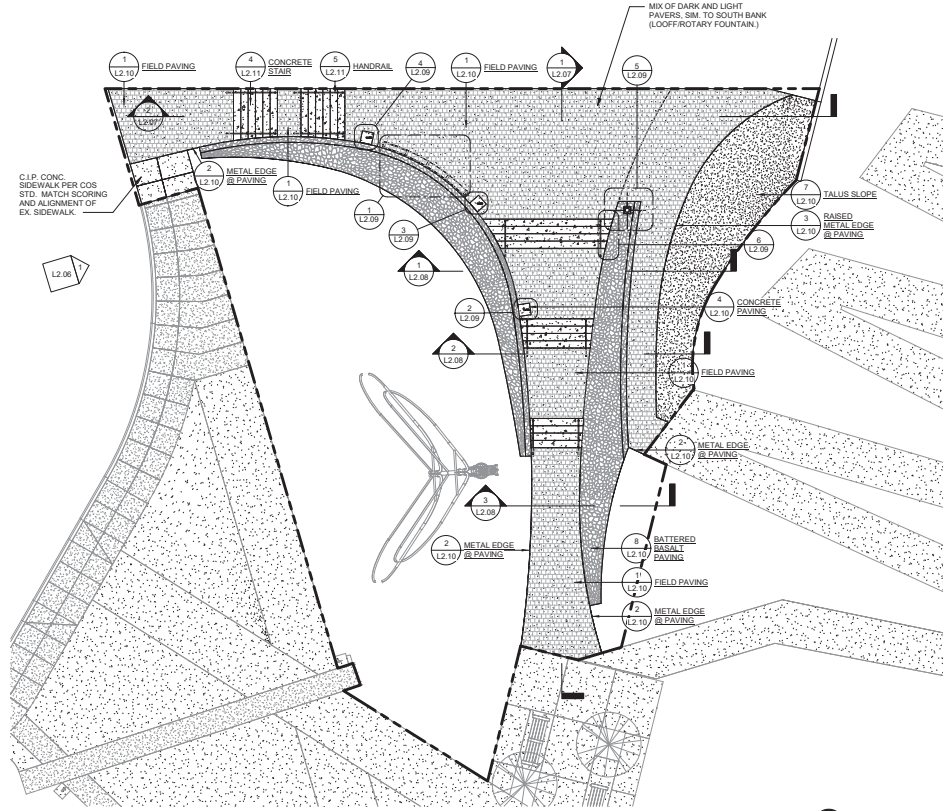 MIX OF DARK AND LIGHT
PAVERS, SIM. TO SOUTH BANK
(LOOFF/ROTARY FOUNTAIN.)
1
L2.10
FIELD PAVING
4
L2.11
CONCRETE
STAIR
5
L2.11
HANDRAIL
4
L2.09
1
L2.10
FIELD PAVING
1
L2.07
5
L2.09
2
L2.07
C.I.P. CONC.
SIDEWALK PER COS
STD. MATCH SCORING
AND ALIGNMENT OF
EX. SIDEWALK.
2
L2.10
METAL EDGE
@ PAVING
1
L2.10
FIELD PAVING
1
L2.09
3
L2.09
7
L2.10
TALUS SLOPE
3
L2.10
RAISED
METAL EDGE
@ PAVING
6
L2.09
1
L2.06
1
L2.08
2
L2.09
4
L2.10
CONCRETE
PAVING
2
L2.08
1
L2.10
FIELD PAVING
2
L2.10
METAL EDGE
@ PAVING
3
L2.08
2
L2.10
METAL EDGE
@ PAVING
8
L2.10
BATTERED
BASALT
PAVING
1
L2.10
FIELD PAVING
2
L2.10
METAL EDGE
@ PAVING